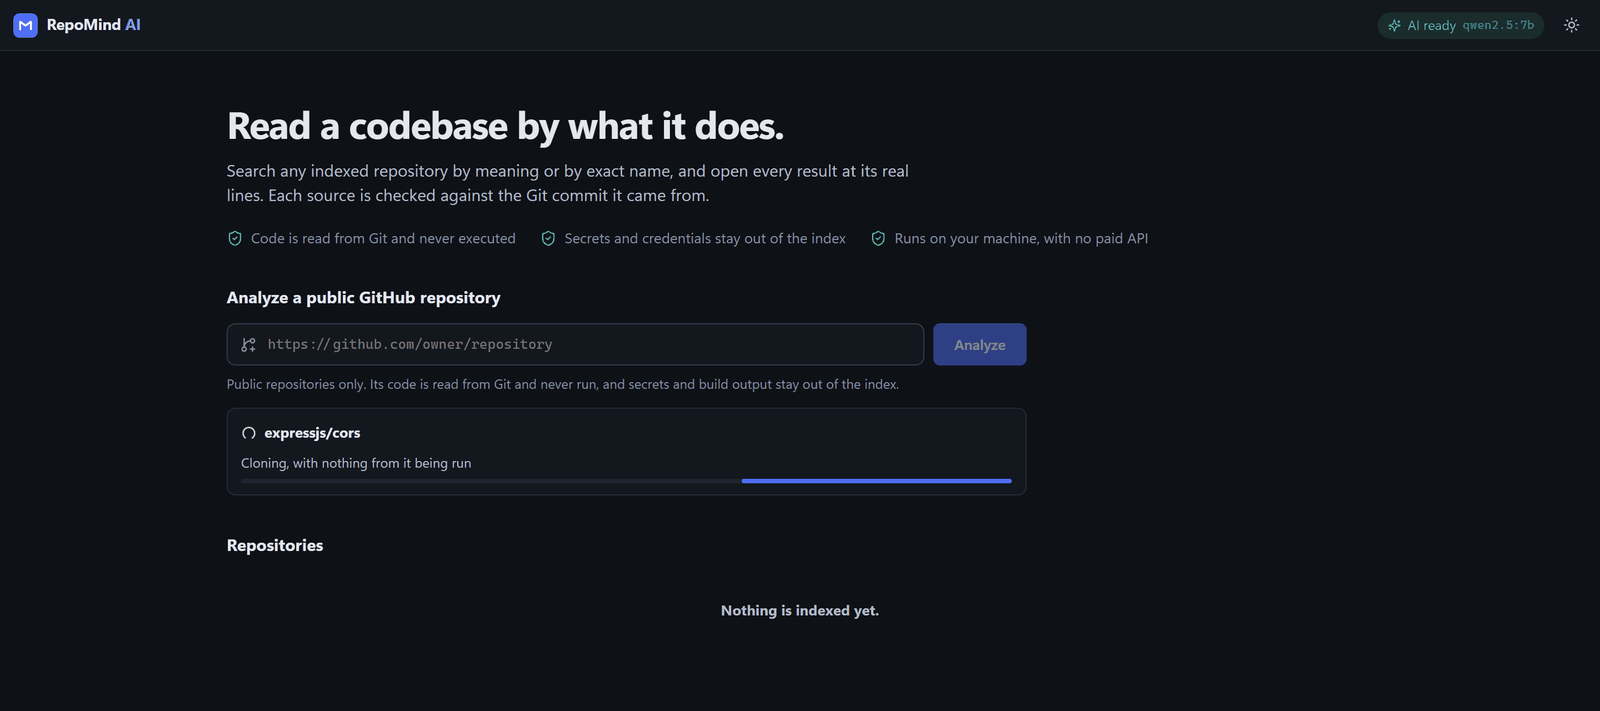 RepoMind AI
AI ready qwen2.5:7b
Read a codebase by what it does.
Search any indexed repository by meaning or by exact name, and open every result at its real
lines. Each source is checked against the Git commit it came from.
Code is read from Git and never executed
Secrets and credentials stay out of the index
Runs on your machine, with no paid API
Analyze a public GitHub repository
https://github.com/owner/repository
Analyze
Public repositories only. Its code is read from Git and never run, and secrets and build output stay out of the index.
expressjs/cors
Cloning, with nothing from it being run
Repositories
Nothing is indexed yet.